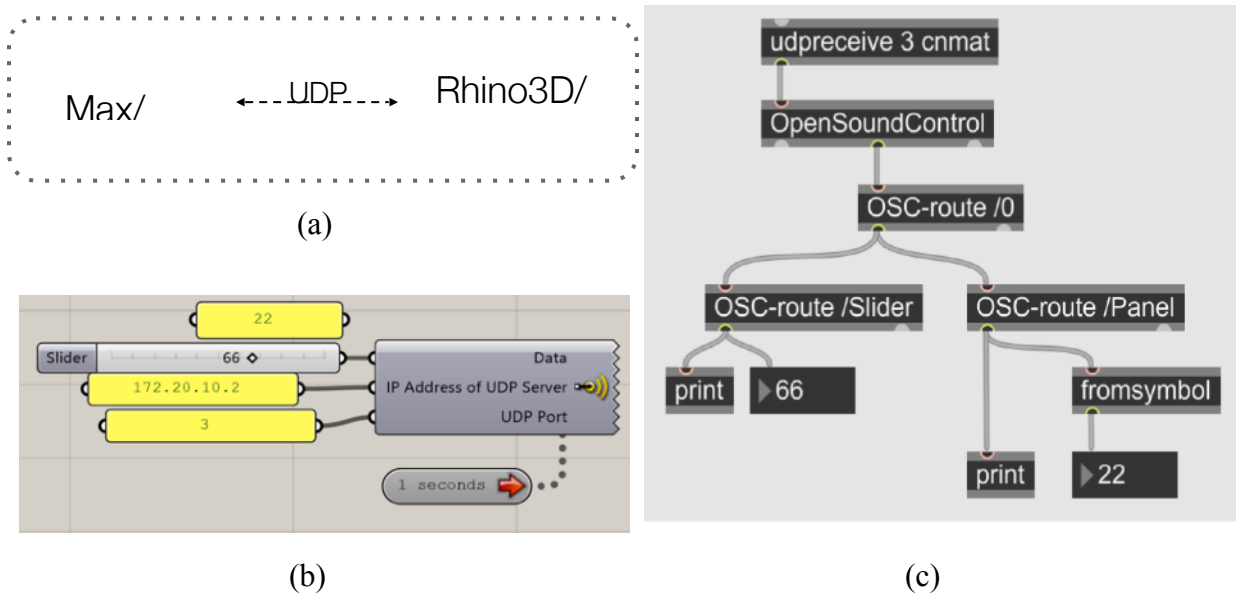 Max/
UDP
Rhino3D/
(a)
22
Slider
66
172.20.10.2
3
Data
IP Address of UDP Server
UDP Port
1 seconds
(b)
udpreceive 3 cnmat
OpenSoundControl
OSC-route /0
OSC-route /Slider
OSC-route /Panel
print
66
fromsymbol
print
22
(c)